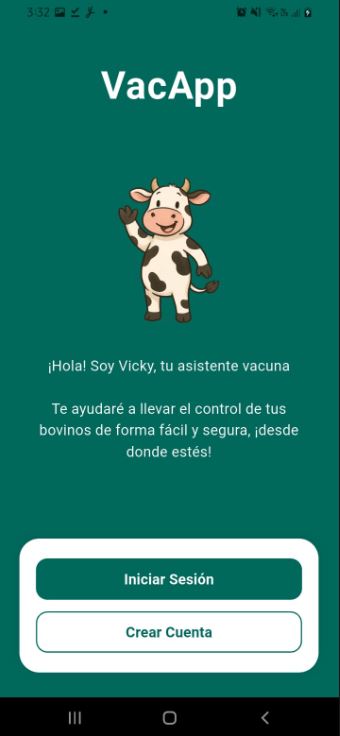 3:32
VacApp
¡Hola! Soy Vicky, tu asistente vacuna
Te ayudaré a llevar el control de tus
bovinos de forma fácil y segura, ¡desde
donde estés!
Iniciar Sesión
Crear Cuenta